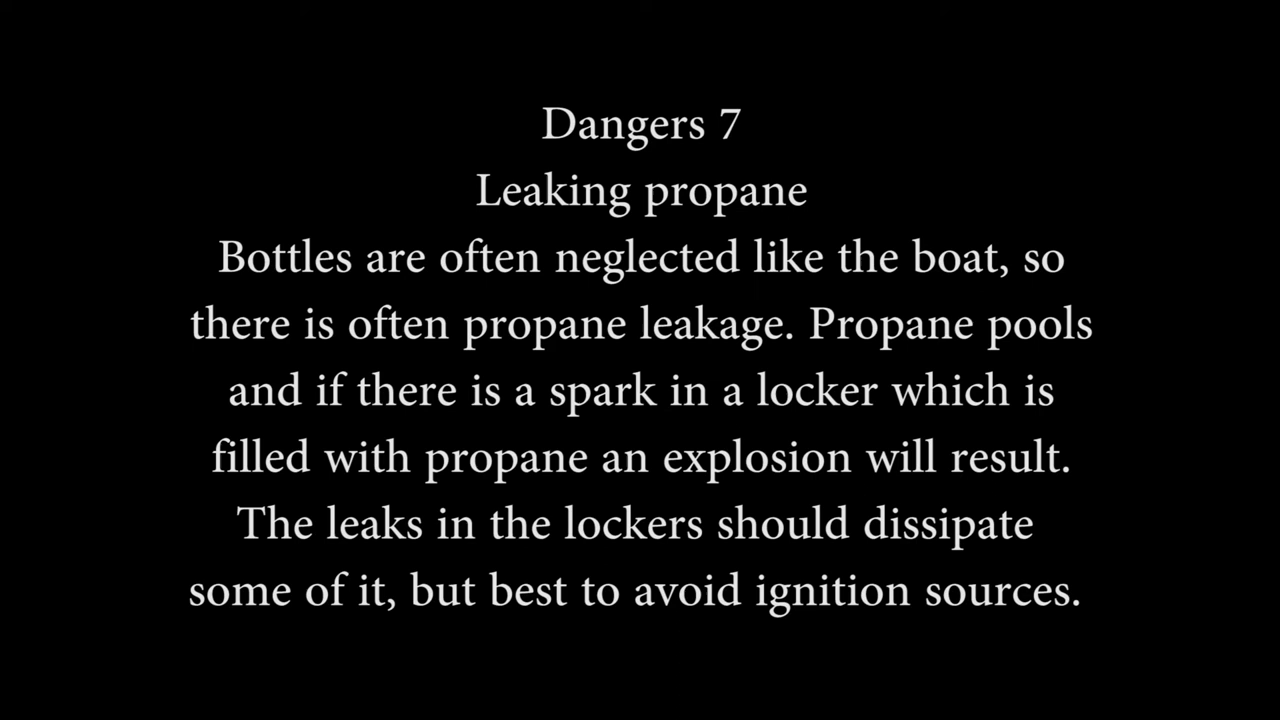 Dangers 7
Leaking propane
Bottles are often neglected like the boat, so
there is often propane leakage. Propane pools
and if there is a spark in a locker which is
filled with propane an explosion will result.
The leaks in the lockers should dissipate
some of it, but best to avoid ignition sources.